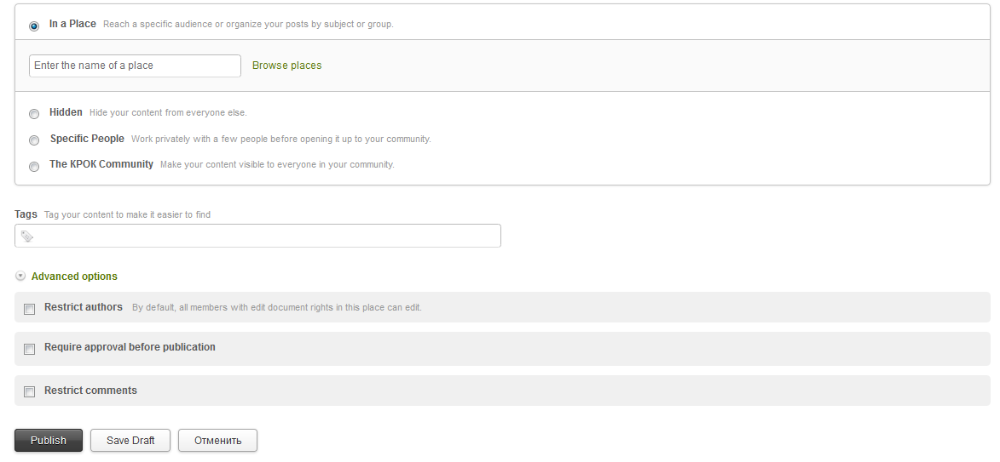 In a Place Reach a specific audience or organize your posts by subject or group.
Enter the name of a place Browse places
Hidden Hide your content from everyone else.
Specific People Work privately with a few people before opening it up to your community.
The КРОК Community Make your content visible to everyone in your community.
Tags Tag your content to make it easier to find
Advanced options
Restrict authors By default, all members with edit document rights in this place can edit.
Require approval before publication
Restrict comments
Publish Save Draft Отменить